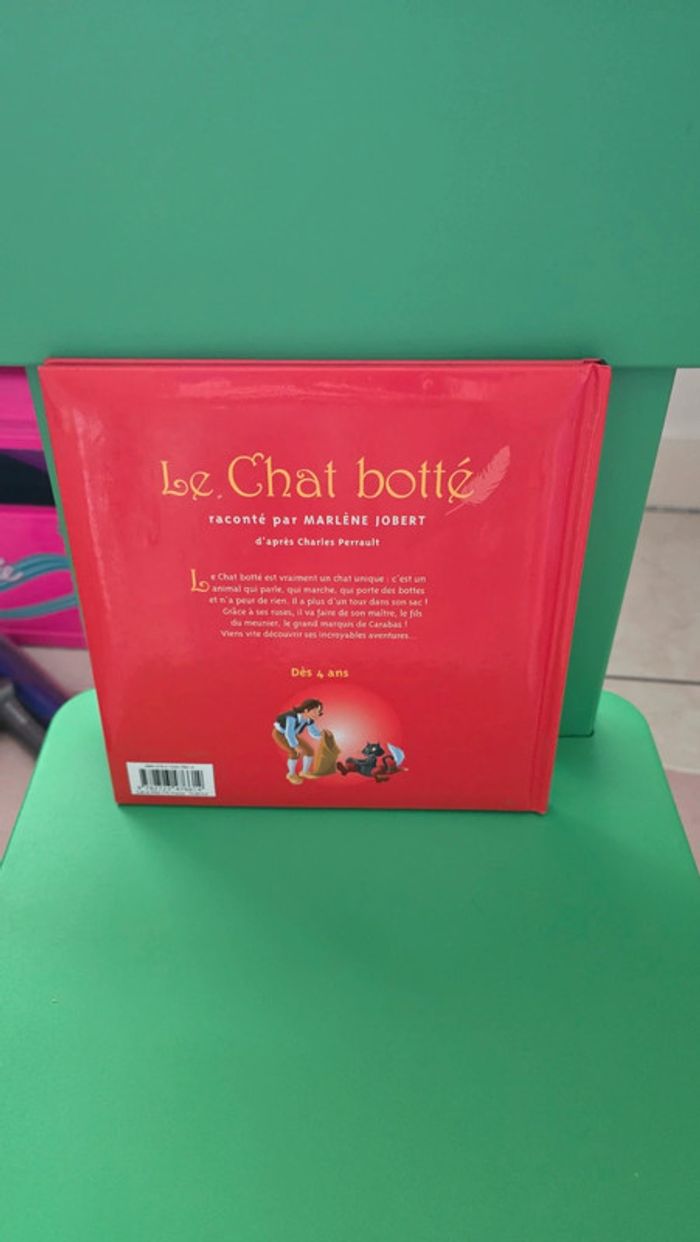 Le Chat botté
raconté par MARLÈNE JOBERT
d'après Charles Perrault
Le Chat botté est vraiment un chat unique : c'est un
animal qui parle, qui marche, qui porte des bottes
et n'a peur de rien. Il a plus d'un tour dans son sac !
Grâce à ses ruses, il va faire de son maître, le fils
du meunier, le grand marquis de Carabas !
Viens vite découvrir ses incroyables aventures...
Dès 4 ans